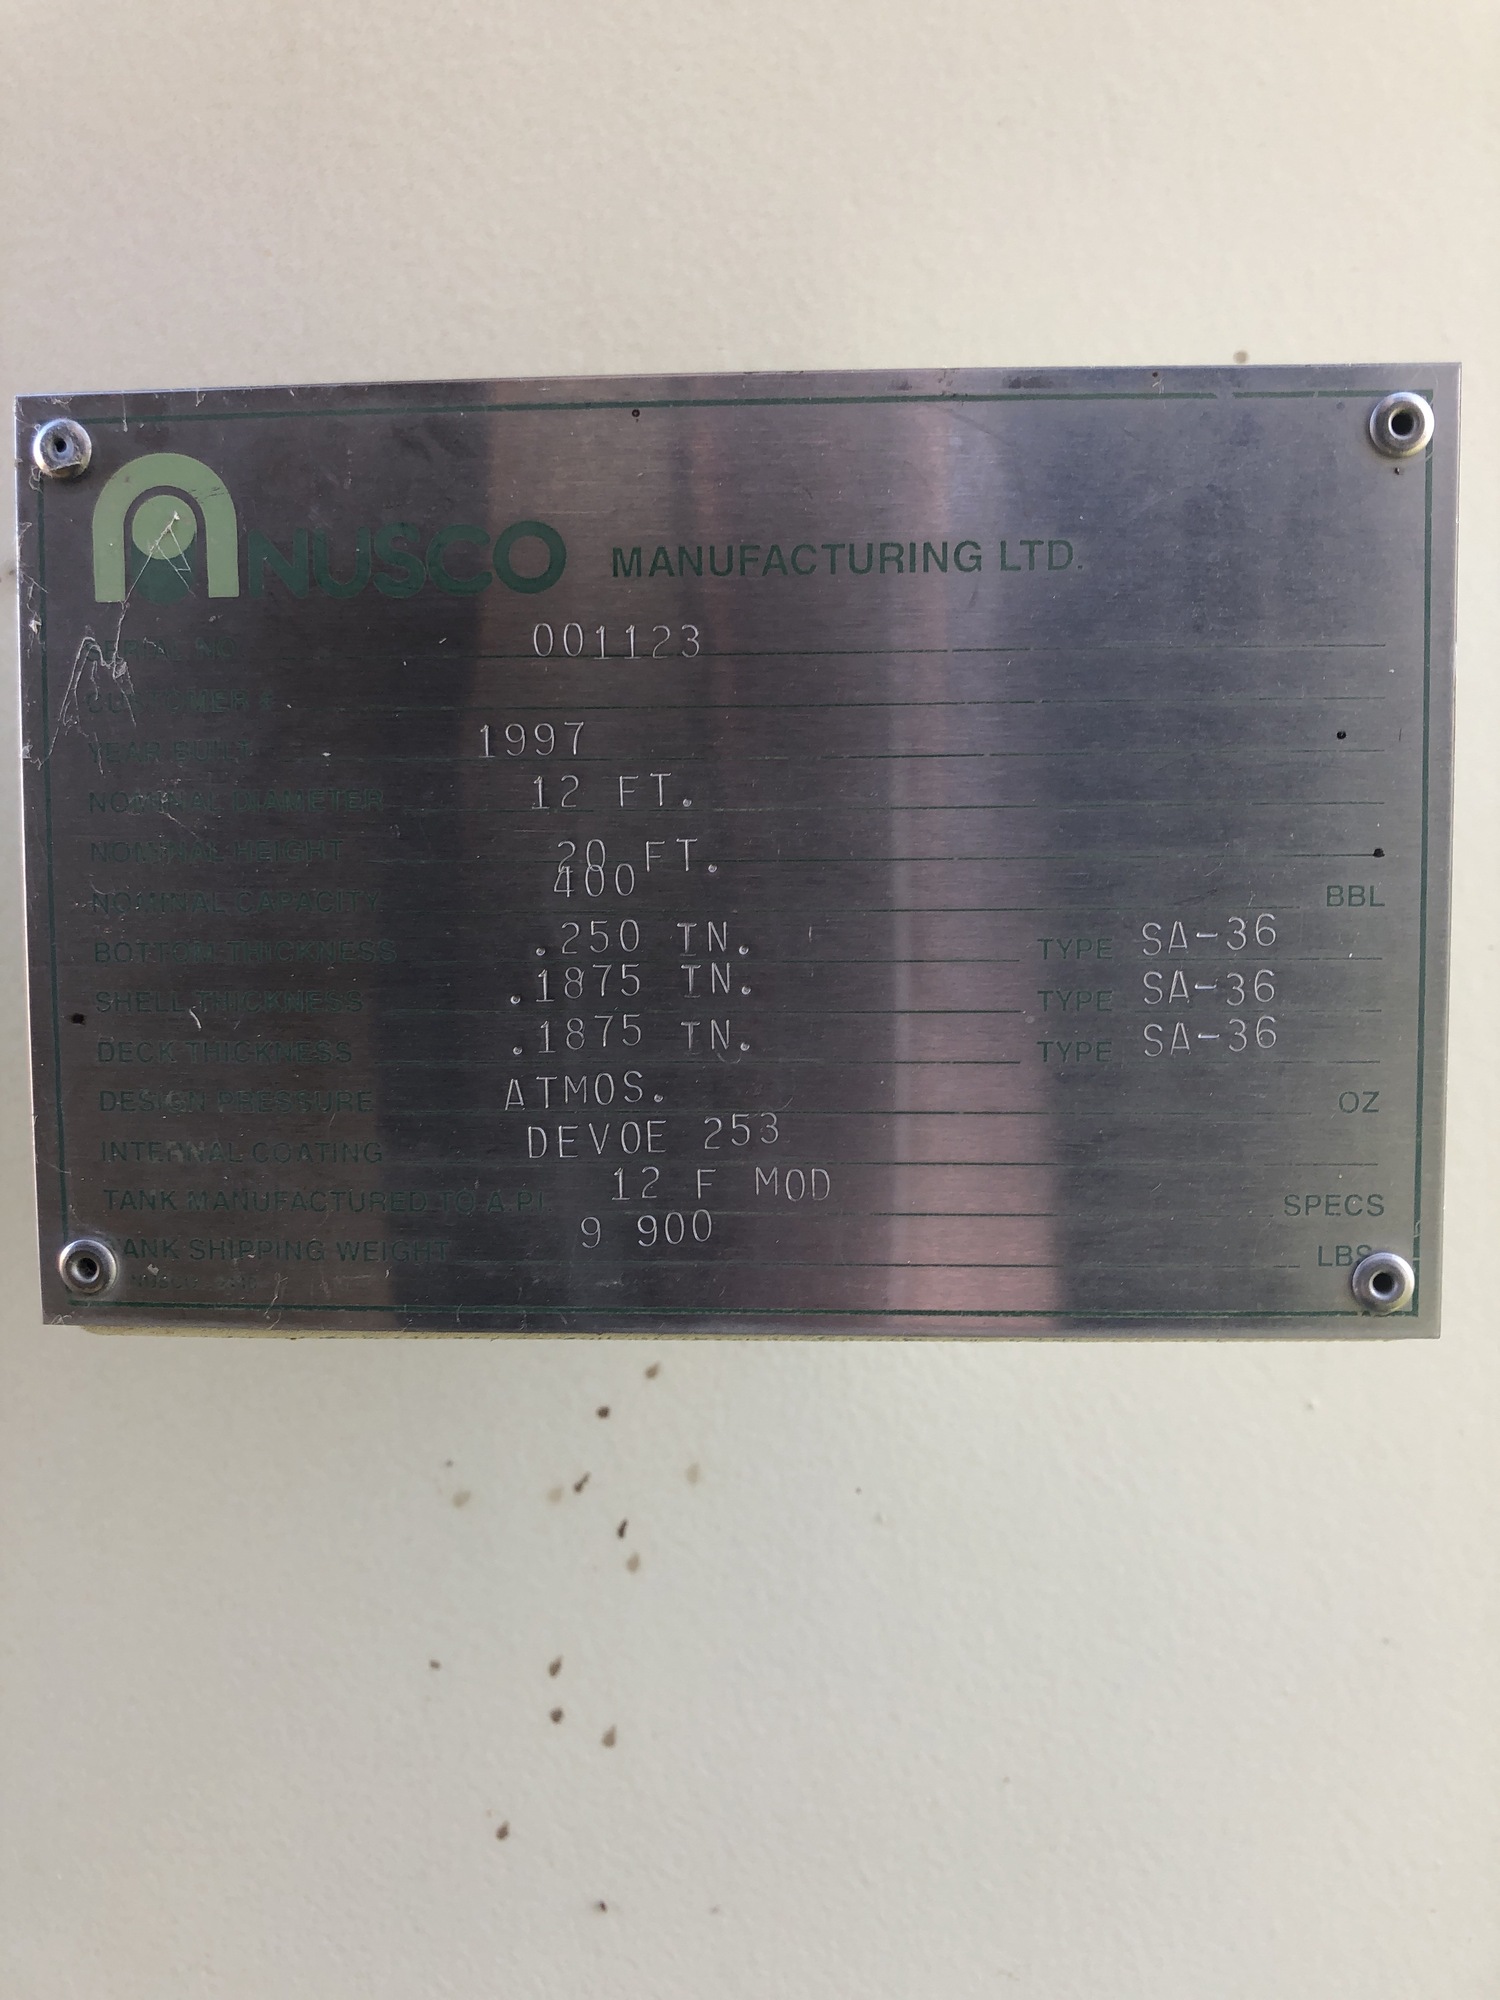 NUSCO MANUFACTURING LTD.
SERIAL NO. 001123
CUSTOMER #
YEAR BUILT 1997
NOMINAL DIAMETER 12 FT.
NOMINAL HEIGHT 20 FT.
NOMINAL CAPACITY 400 BBL
BOTTOM THICKNESS .250 IN. TYPE SA-36
SHELL THICKNESS .1875 IN. TYPE SA-36
DECK THICKNESS .1875 IN. TYPE SA-36
DESIGN PRESSURE ATMOS. OZ
INTERNAL COATING DEVOE 253
TANK MANUFACTURED TO A.P.I. 12 F MOD SPECS
TANK SHIPPING WEIGHT 9 900 LBS.